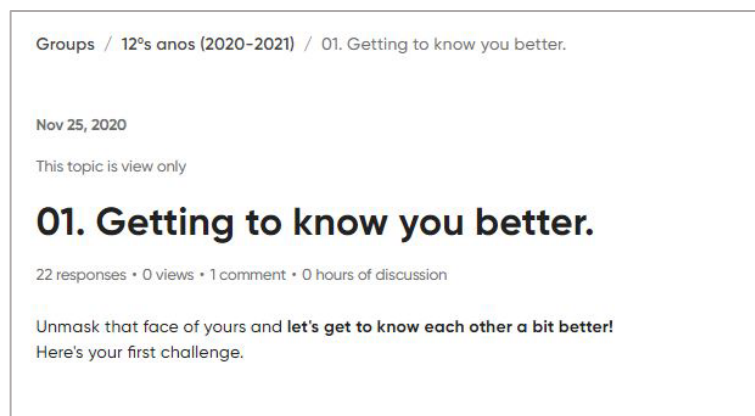 Groups / 12ºs anos (2020-2021) / 01. Getting to know you better.
Nov 25, 2020
This topic is view only
01. Getting to know you better.
22 responses • 0 views • 1 comment • 0 hours of discussion
Unmask that face of yours and let's get to know each other a bit better!
Here's your first challenge.